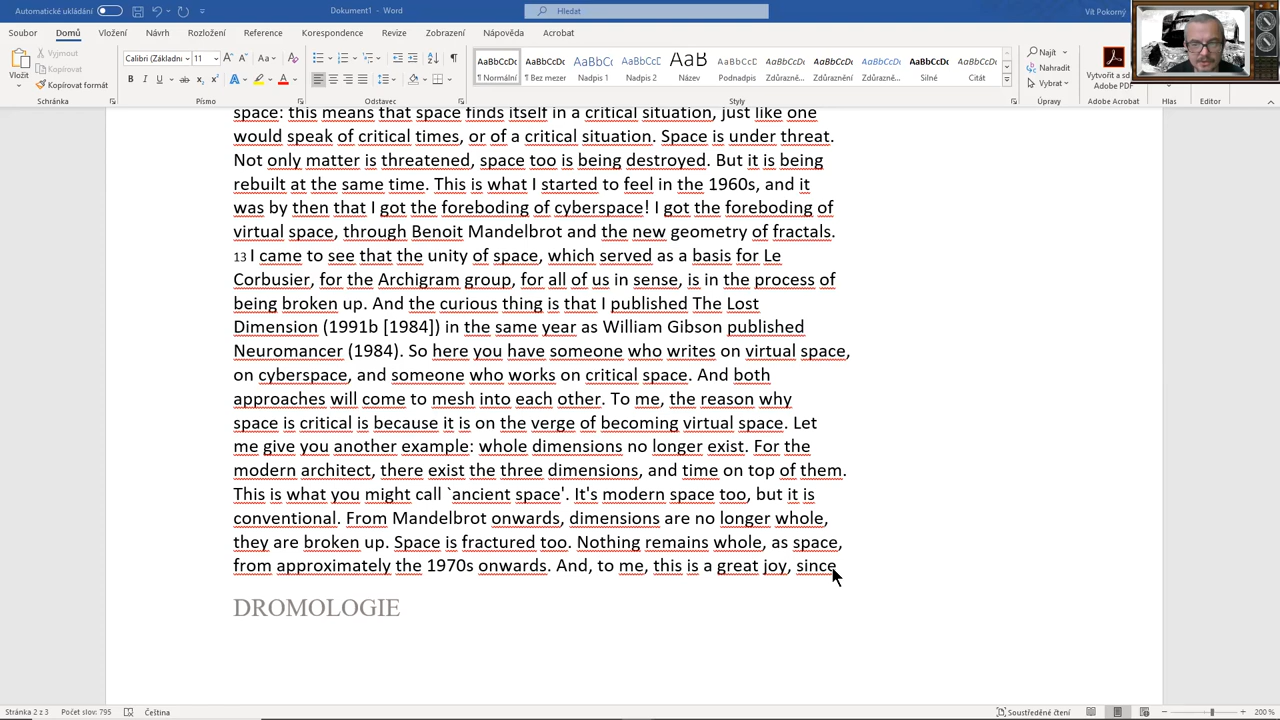 Automatické ukládání
Dokument1 - Word
Hledat
Vít Pokorný
Soubor Domů Vložení Návrh Rozložení Reference Korespondence Revize Zobrazení Nápověda Acrobat
Vložit
Vyjmout
Kopírovat
Kopírovat formát
Schránka
Calibri (Základní 11
Písmo
Odstavec
AaBbCcDc AaBbCcDc AaBbCc AaBbCcD AaB AaBbCcD AaBbCcDc AaBbCcDc AaBbCcDc AaBbCcDc AaBbCcDc
¶ Normální ¶ Bez mezer Nadpis 1 Nadpis 2 Název Podnadpis Zdůrazně... Zdůraznění Zdůrazně... Silné Citát
Styly
Najít
Nahradit
Vybrat
Úpravy
Vytvořit a sd
Adobe PDF
Adobe Acrobat
Hlas
Editor
space: this means that space finds itself in a critical situation, just like one
would speak of critical times, or of a critical situation. Space is under threat.
Not only matter is threatened, space too is being destroyed. But it is being
rebuilt at the same time. This is what I started to feel in the 1960s, and it
was by then that I got the foreboding of cyberspace! I got the foreboding of
virtual space, through Benoit Mandelbrot and the new geometry of fractals.
13 I came to see that the unity of space, which served as a basis for Le
Corbusier, for the Archigram group, for all of us in sense, is in the process of
being broken up. And the curious thing is that I published The Lost
Dimension (1991b [1984]) in the same year as William Gibson published
Neuromancer (1984). So here you have someone who writes on virtual space,
on cyberspace, and someone who works on critical space. And both
approaches will come to mesh into each other. To me, the reason why
space is critical is because it is on the verge of becoming virtual space. Let
me give you another example: whole dimensions no longer exist. For the
modern architect, there exist the three dimensions, and time on top of them.
This is what you might call `ancient space'. It's modern space too, but it is
conventional. From Mandelbrot onwards, dimensions are no longer whole,
they are broken up. Space is fractured too. Nothing remains whole, as space,
from approximately the 1970s onwards. And, to me, this is a great joy, since
DROMOLOGIE
Stránka 2 z 3 Počet slov: 795 Čeština
Soustředěné čtení
200 %